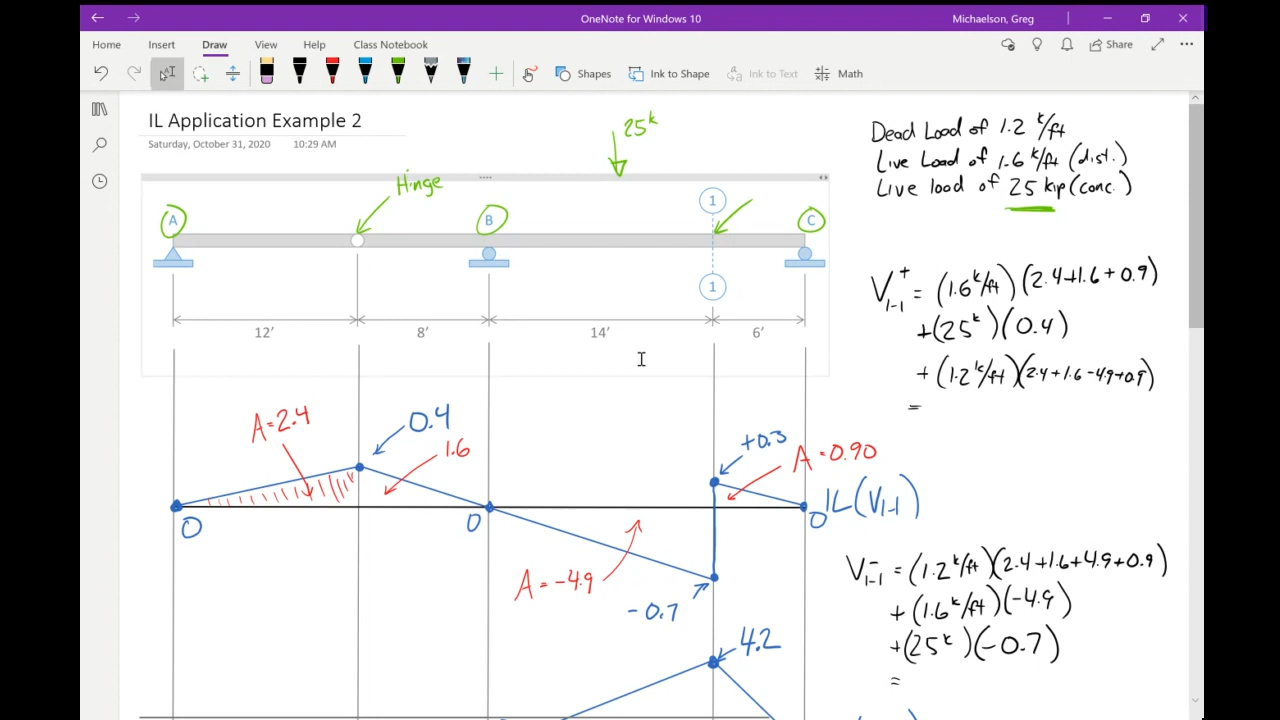 OneNote for Windows 10
Michaelson, Greg
Home Insert Draw View Help Class Notebook
Share
Shapes
Ink to Shape
Ink to Text
Math
IL Application Example 2
Saturday, October 31, 2020 10:29 AM
25k
Hinge
A
B
1
C
1
12'
8'
14'
6'
Dead Load of 1.2 k/ft
Live Load of 1.6 k/ft (dist.)
Live load of 25 kip (conc.)
V1-1+ = (1.6 k/ft)(2.4+1.6+0.9)
+(25k)(0.4)
+(1.2 k/ft)(2.4+1.6-4.9+0.9)
=
A=2.4
0.4
1.6
+0.3
A=0.90
0
0
0
IL(V1-1)
A=-4.9
-0.7
4.2
V1-1- = (1.2 k/ft)(2.4+1.6+4.9+0.9)
+(1.6 k/ft)(-4.9)
+(25k)(-0.7)
=